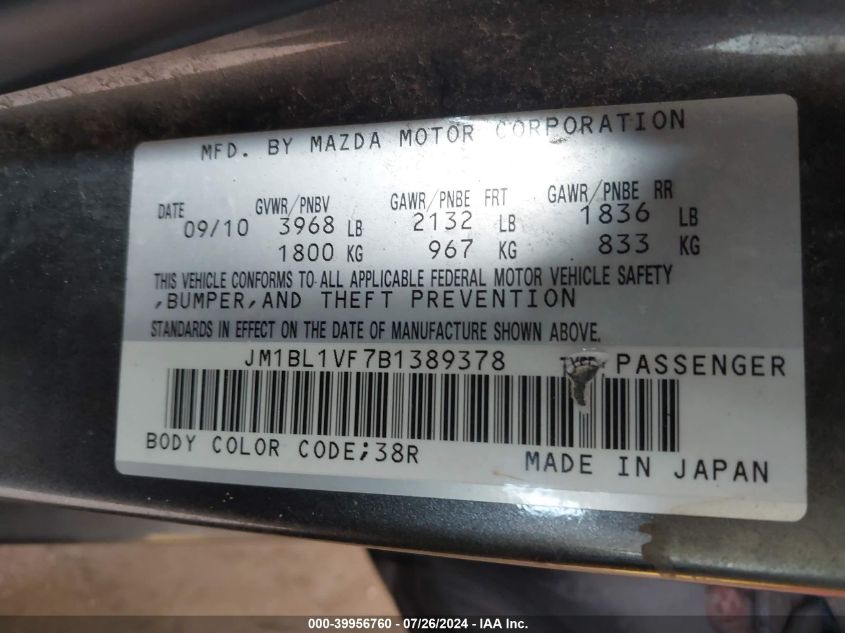 MFD. BY MAZDA MOTOR CORPORATION
DATE GVWR/PNBV GAWR/PNBE FRT GAWR/PNBE RR
09/10 3968 LB 2132 LB 1836 LB
1800 KG 967 KG 833 KG
THIS VEHICLE CONFORMS TO ALL APPLICABLE FEDERAL MOTOR VEHICLE SAFETY
,BUMPER,AND THEFT PREVENTION
STANDARDS IN EFFECT ON THE DATE OF MANUFACTURE SHOWN ABOVE.
JM1BL1VF7B1389378 TYPE: PASSENGER
BODY COLOR CODE;38R MADE IN JAPAN
000-39956760 - 07/26/2024 - IAA Inc.